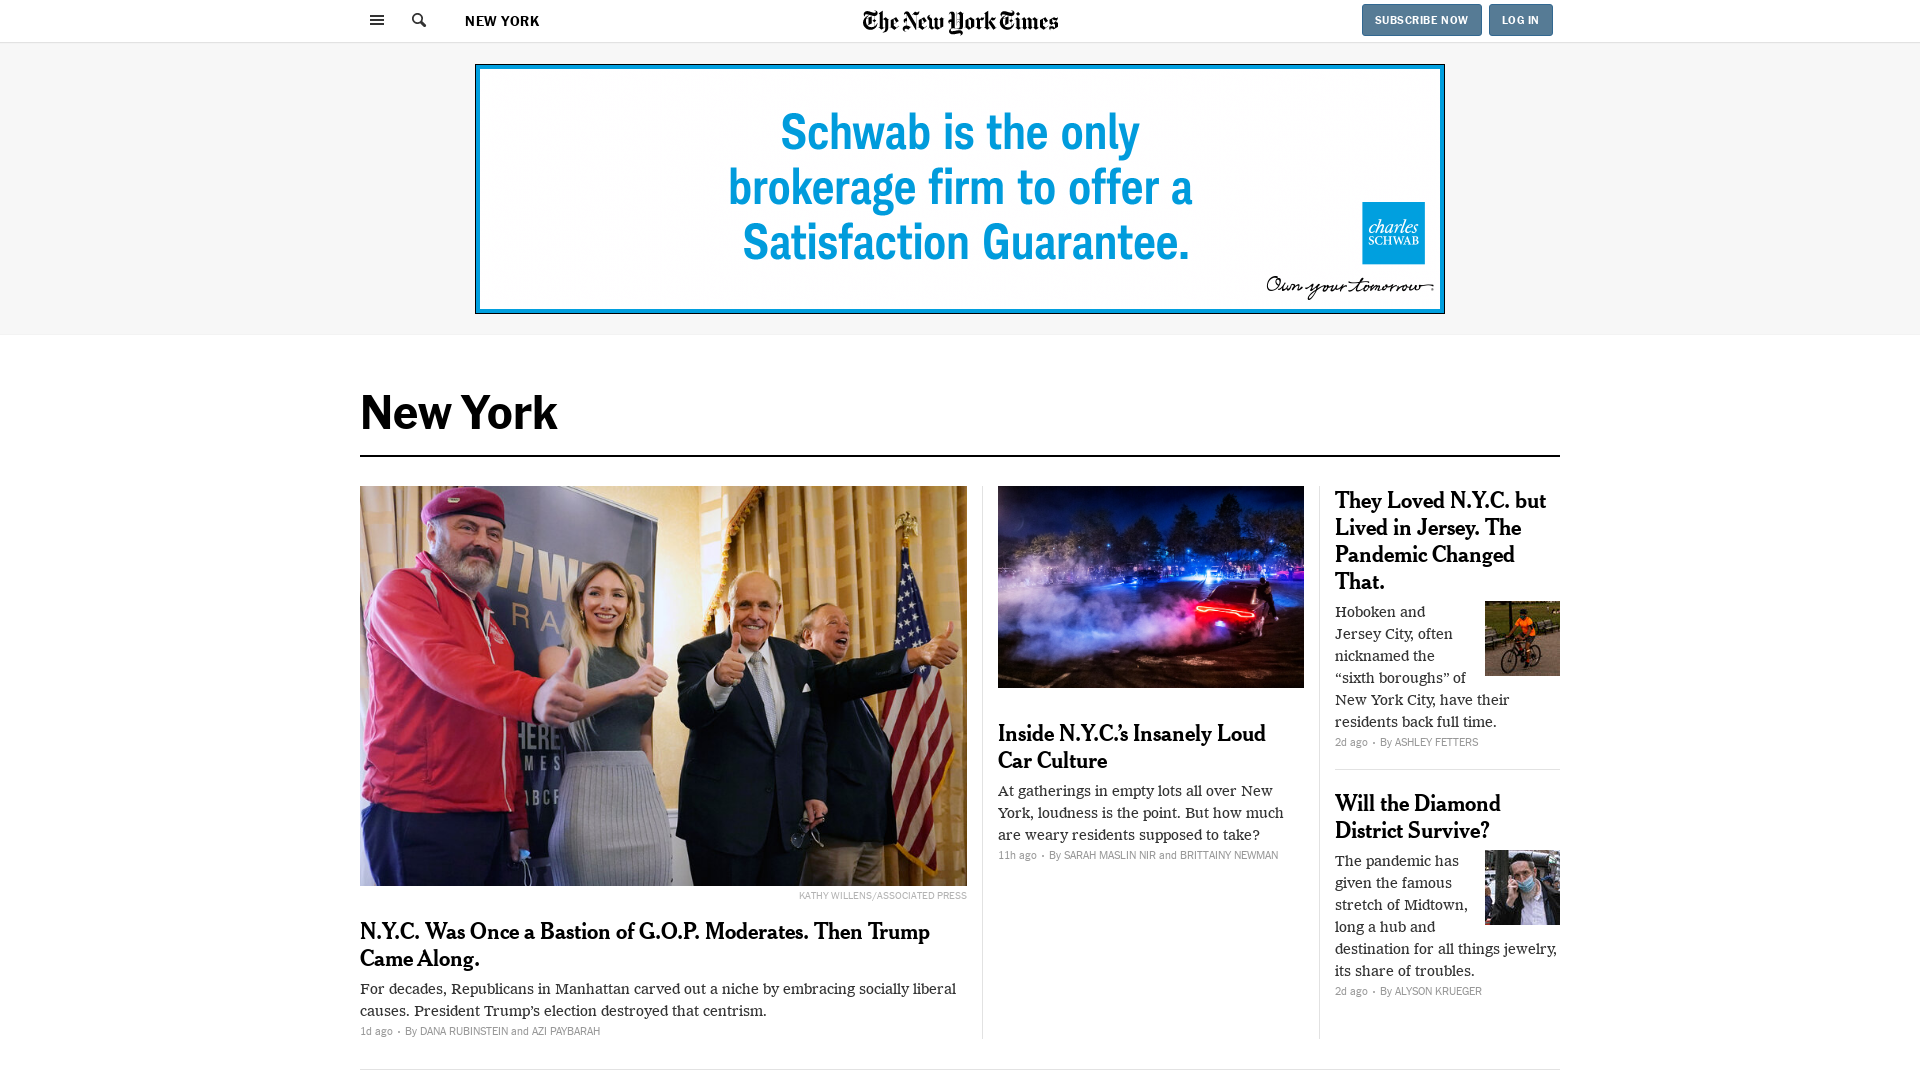 NEW YORK
The New York Times
SUBSCRIBE NOW
LOG IN
Schwab is the only
brokerage firm to offer a
Satisfaction Guarantee.
charles
SCHWAB
Own your tomorrow.
New York
77 W
RA
HERE
MES
ABCF
KATHY WILLENS/ASSOCIATED PRESS
N.Y.C. Was Once a Bastion of G.O.P. Moderates. Then Trump
Came Along.
For decades, Republicans in Manhattan carved out a niche by embracing socially liberal
causes. President Trump’s election destroyed that centrism.
1d ago • By DANA RUBINSTEIN and AZI PAYBARAH
Inside N.Y.C.’s Insanely Loud
Car Culture
At gatherings in empty lots all over New
York, loudness is the point. But how much
are weary residents supposed to take?
11h ago • By SARAH MASLIN NIR and BRITTAINY NEWMAN
They Loved N.Y.C. but
Lived in Jersey. The
Pandemic Changed
That.
Hoboken and
Jersey City, often
nicknamed the
“sixth boroughs” of
New York City, have their
residents back full time.
2d ago • By ASHLEY FETTERS
Will the Diamond
District Survive?
The pandemic has
given the famous
stretch of Midtown,
long a hub and
destination for all things jewelry,
its share of troubles.
2d ago • By ALYSON KRUEGER